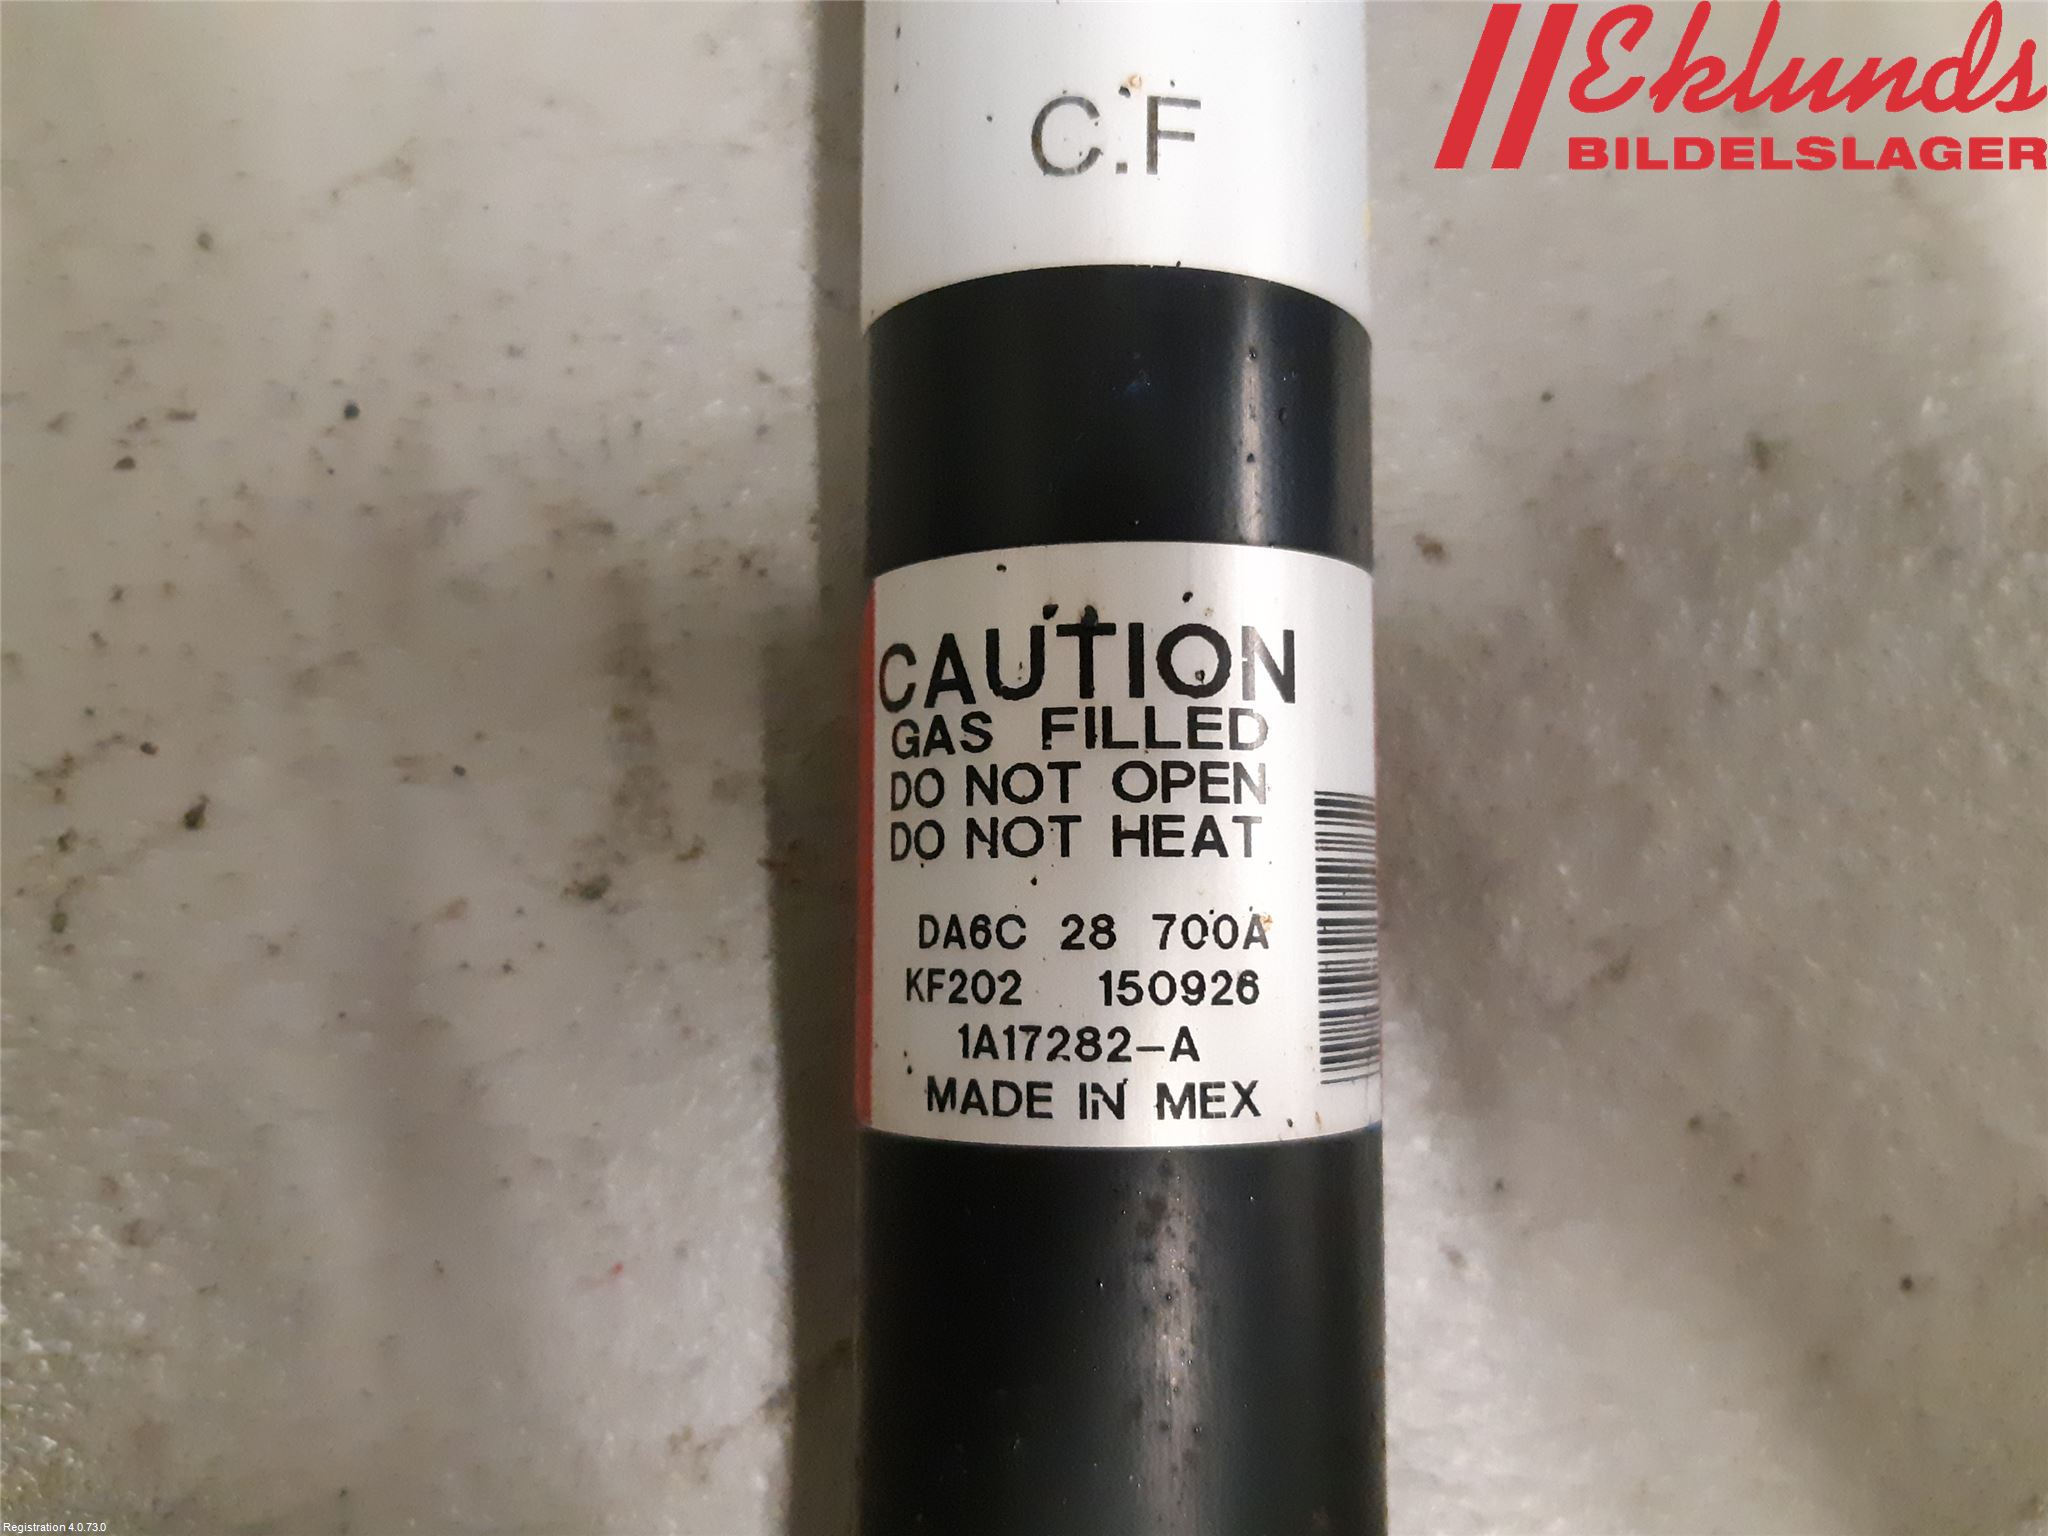 Eklunds
BILDELSLAGER
C.F
CAUTION
GAS FILLED
DO NOT OPEN
DO NOT HEAT
DA6C 28 700A
KF202 150926
1A17282-A
MADE IN MEX
Registration 4.0.73.0